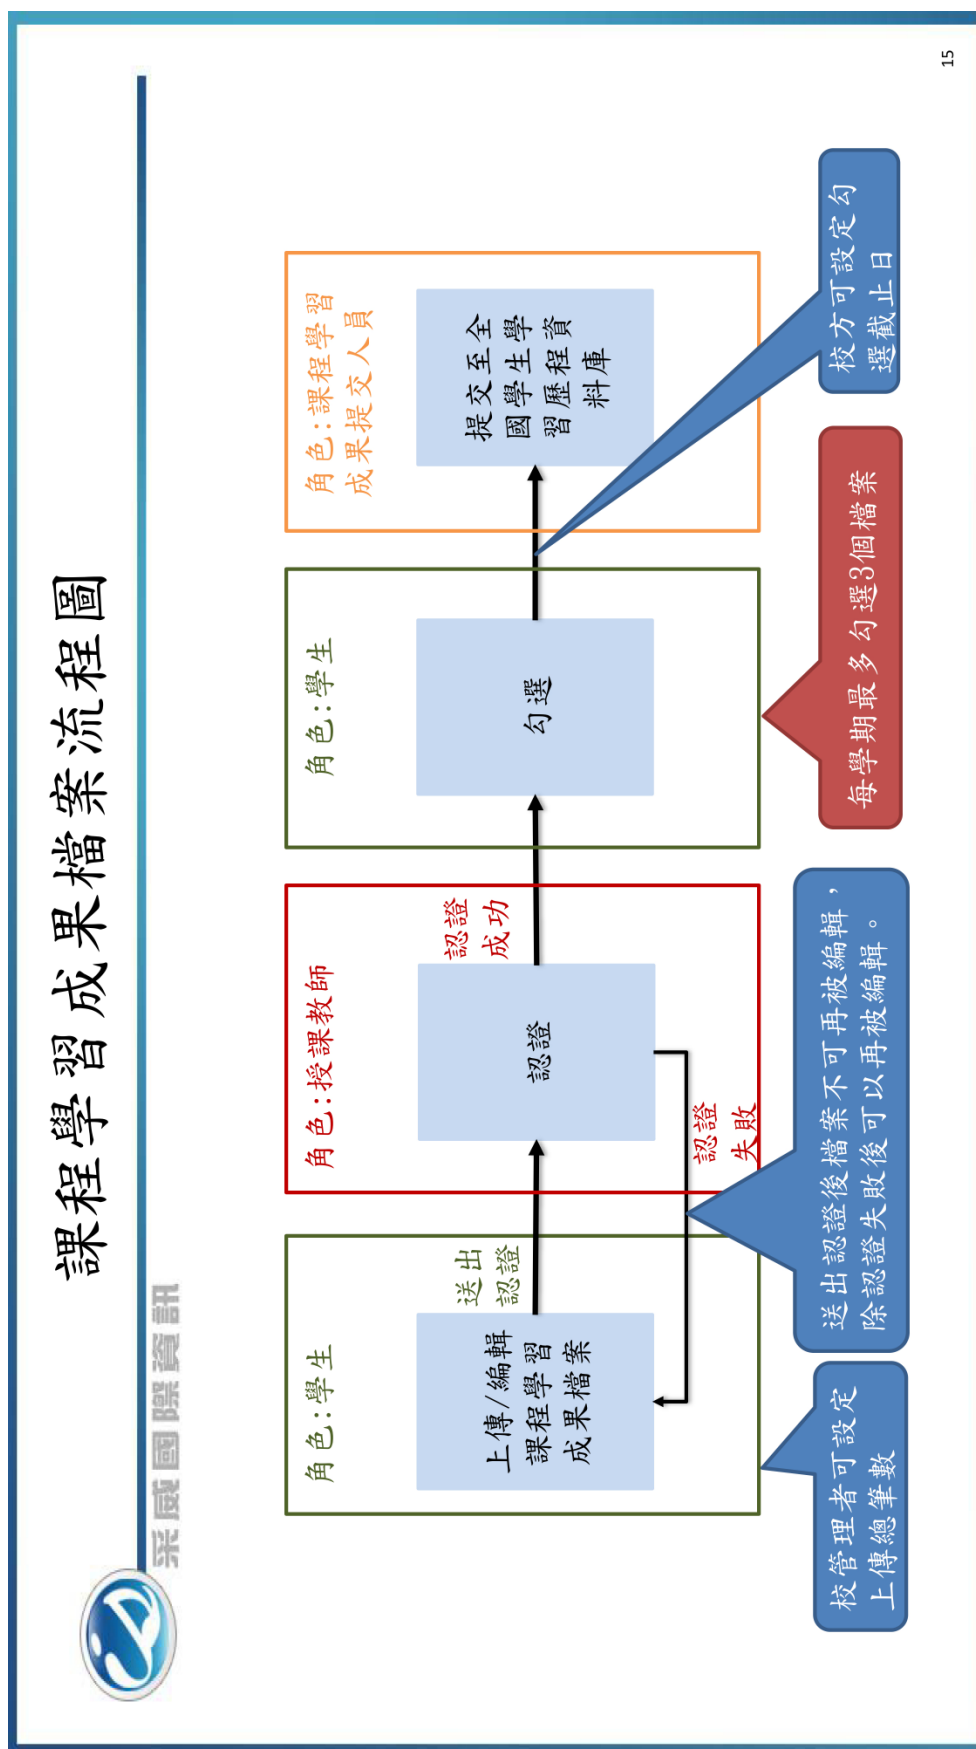 課程學習成果檔案流程圖
采威國際資訊
角色:學生
上傳/編輯
課程學習
成果檔案
送出
認證
角色:授課教師
認證
認證
成功
認證
失敗
角色:學生
勾選
角色:課程學習
成果提交人員
提交至全
國學生學
習歷程資
料庫
校管理者可設定
上傳總筆數
送出認證後檔案不可再被編輯,
除認證失敗後可以再被編輯。
每學期最多勾選3個檔案
校方可設定勾
選截止日
15